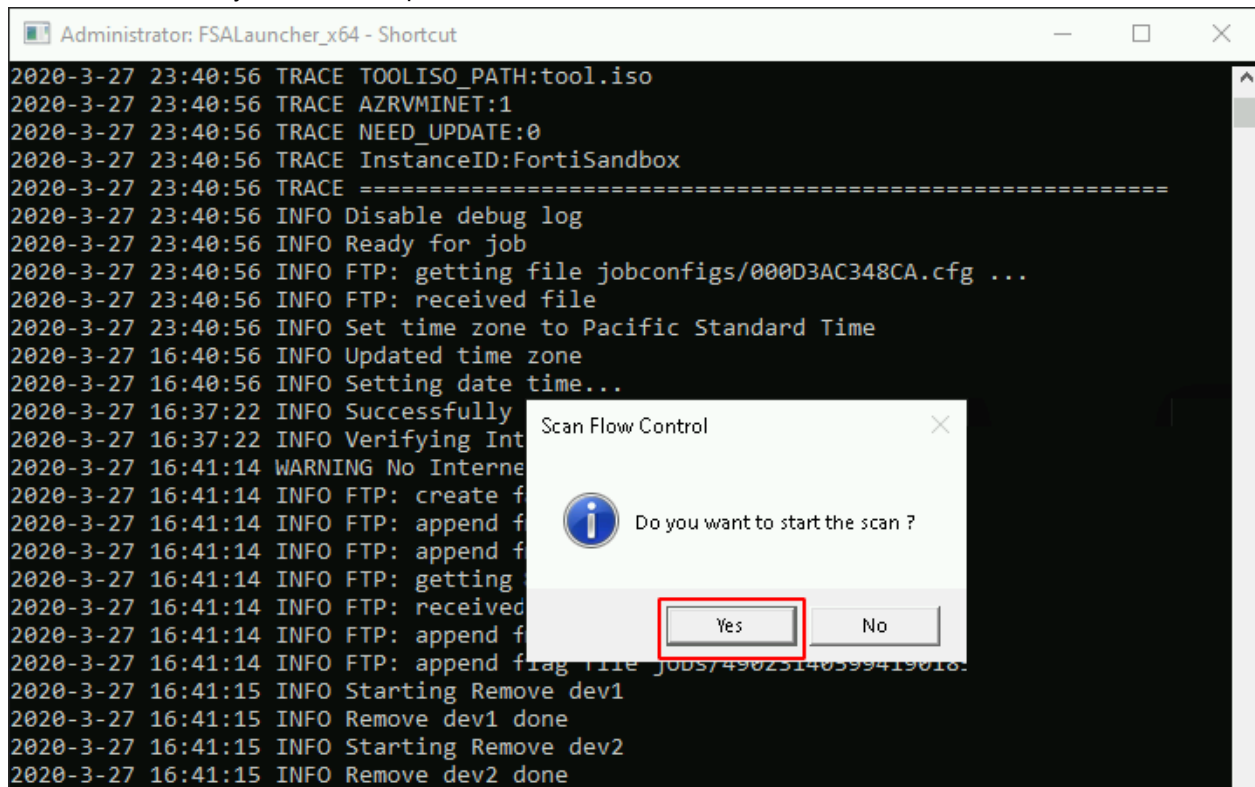 Administrator: FSALauncher_x64 - Shortcut
2020-3-27 23:40:56 TRACE TOOLISO_PATH:tool.iso
2020-3-27 23:40:56 TRACE AZRVMINET:1
2020-3-27 23:40:56 TRACE NEED_UPDATE:0
2020-3-27 23:40:56 TRACE InstanceID:FortiSandbox
2020-3-27 23:40:56 TRACE ==========================================================
2020-3-27 23:40:56 INFO Disable debug log
2020-3-27 23:40:56 INFO Ready for job
2020-3-27 23:40:56 INFO FTP: getting file jobconfigs/000D3AC348CA.cfg ...
2020-3-27 23:40:56 INFO FTP: received file
2020-3-27 23:40:56 INFO Set time zone to Pacific Standard Time
2020-3-27 16:40:56 INFO Updated time zone
2020-3-27 16:40:56 INFO Setting date time...
2020-3-27 16:37:22 INFO Successfully
2020-3-27 16:37:22 INFO Verifying Int
2020-3-27 16:41:14 WARNING No Interne
2020-3-27 16:41:14 INFO FTP: create f
2020-3-27 16:41:14 INFO FTP: append f
2020-3-27 16:41:14 INFO FTP: append f
2020-3-27 16:41:14 INFO FTP: getting
2020-3-27 16:41:14 INFO FTP: received
2020-3-27 16:41:14 INFO FTP: append f
2020-3-27 16:41:14 INFO FTP: append flag file
2020-3-27 16:41:15 INFO Starting Remove dev1
2020-3-27 16:41:15 INFO Remove dev1 done
2020-3-27 16:41:15 INFO Starting Remove dev2
2020-3-27 16:41:15 INFO Remove dev2 done
Scan Flow Control
Do you want to start the scan ?
Yes No